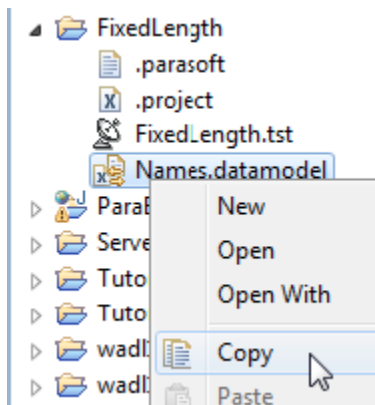 FixedLength
.parasoft
.project
FixedLength.tst
Names.datamodel
New
Open
Open With
Copy
Paste